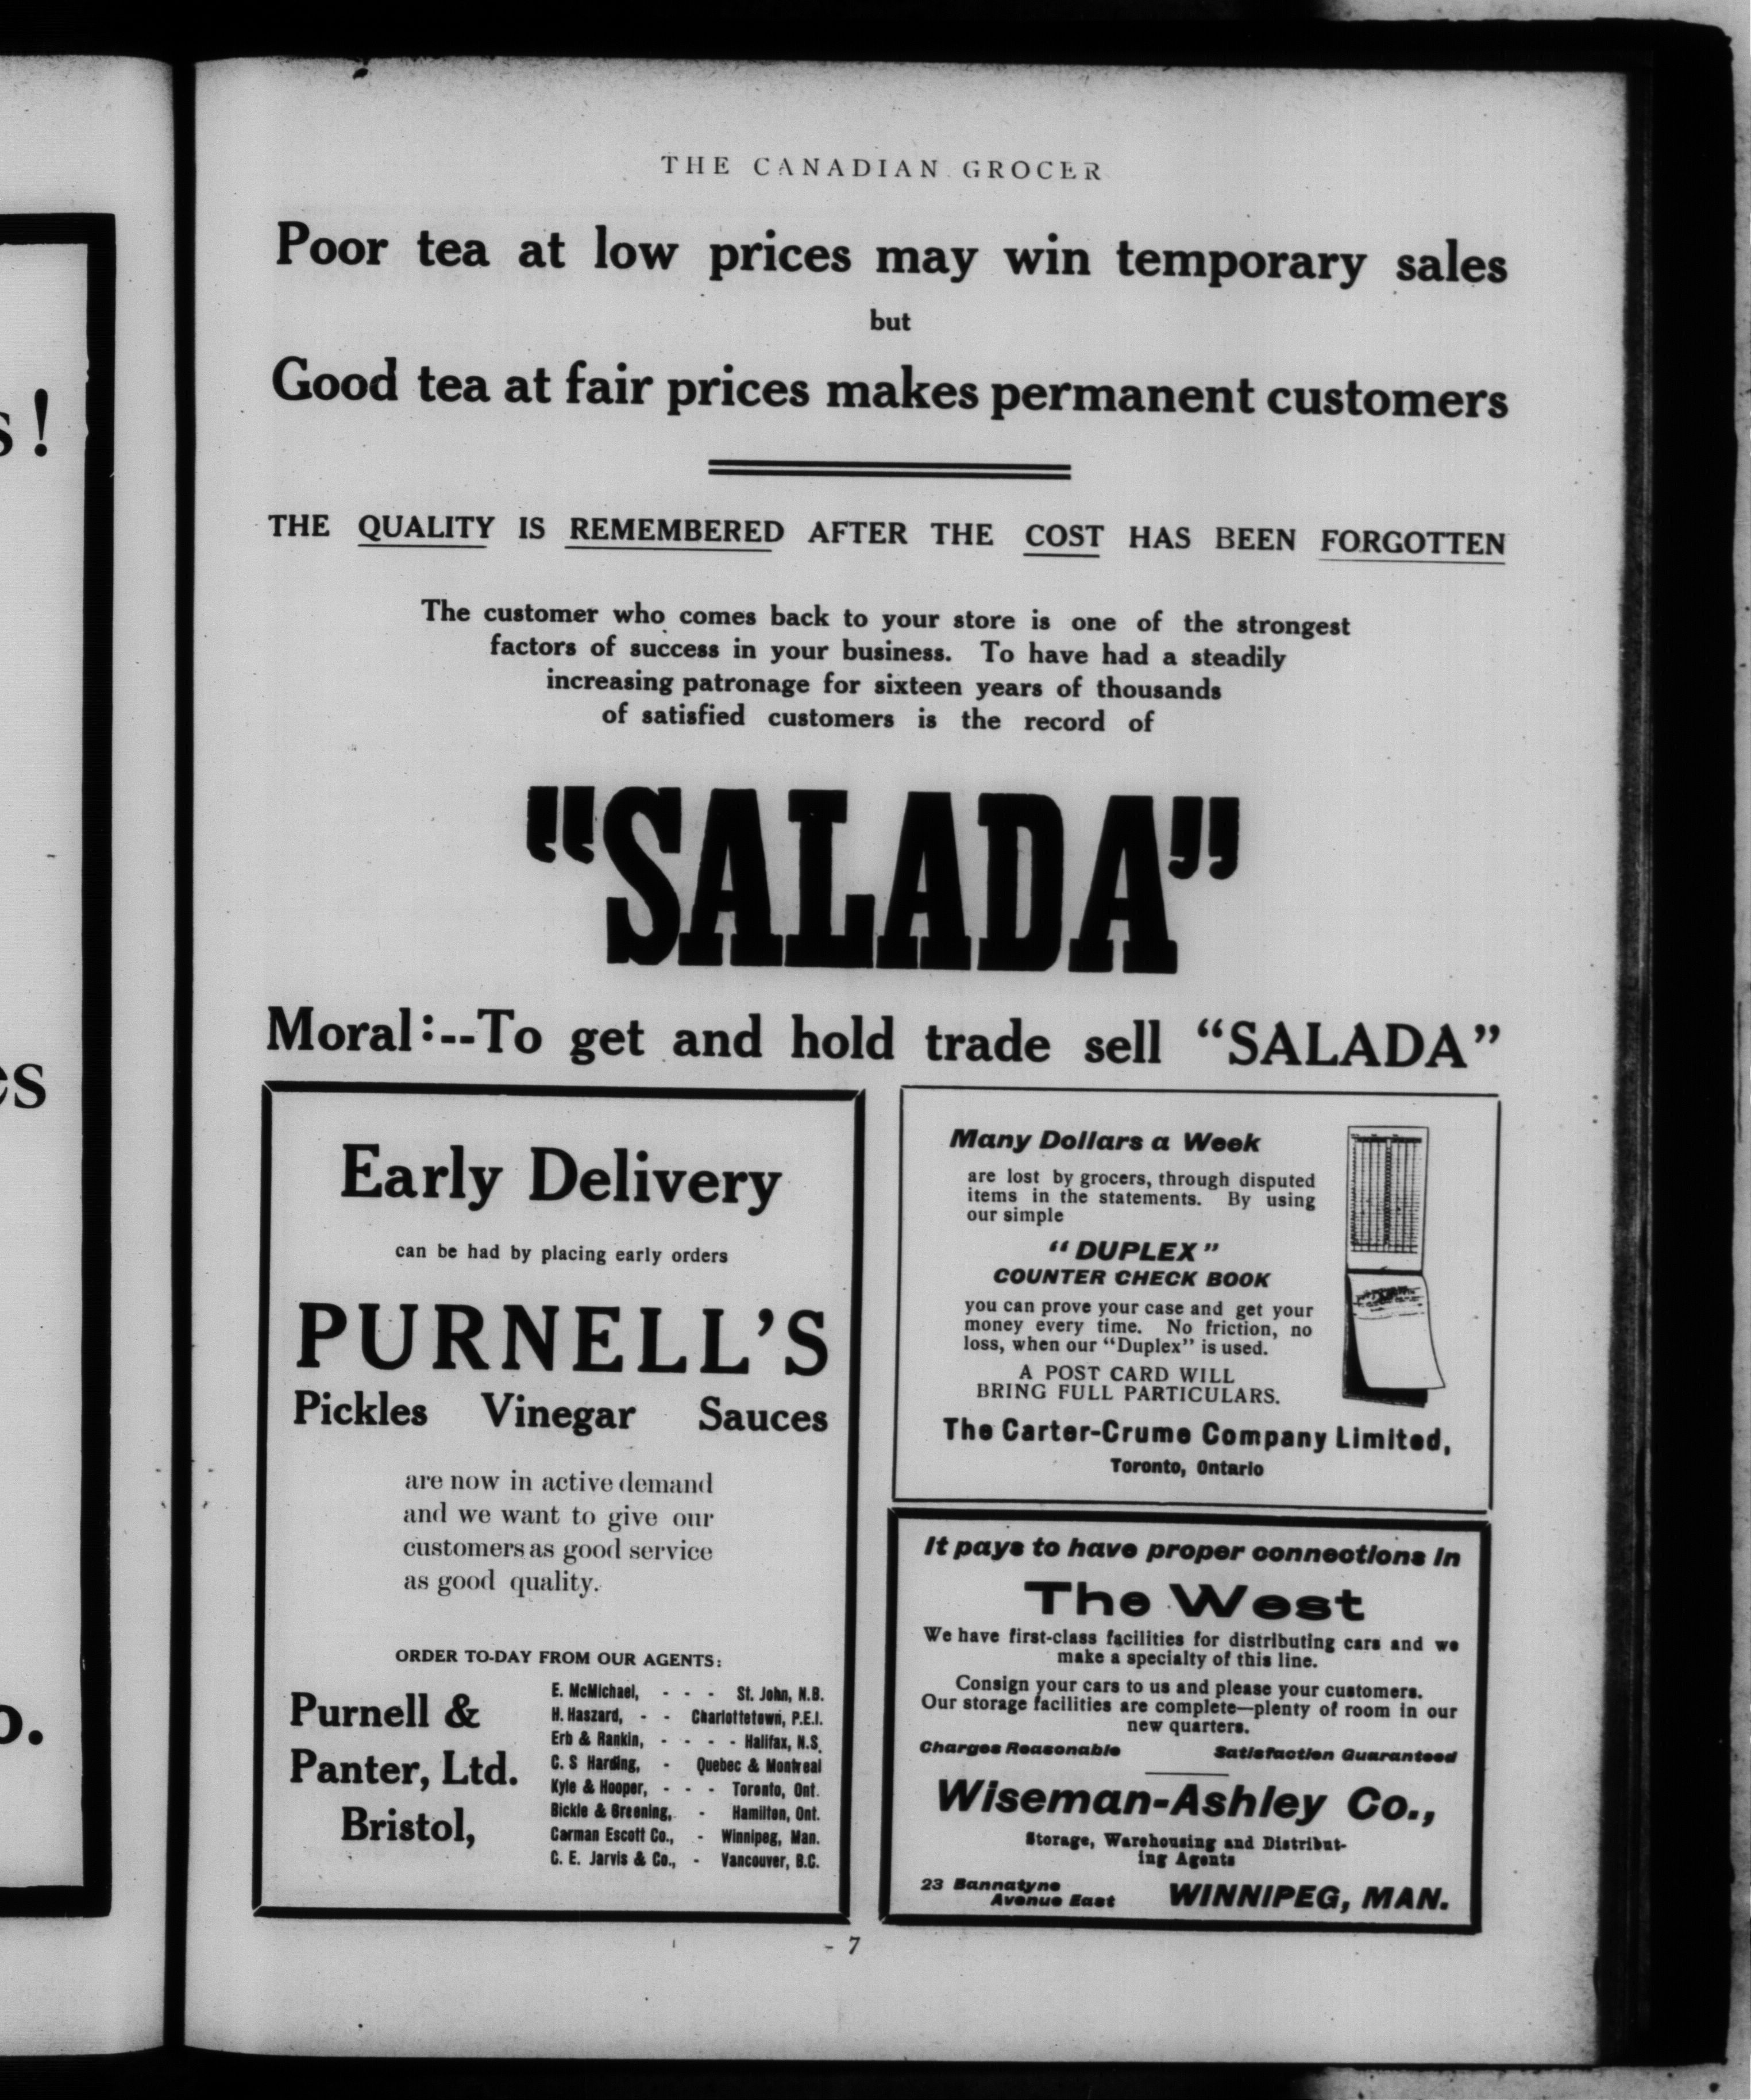 s!
es
o.
THE CANADIAN GROCER
Poor tea at low prices may win temporary sales
but
Good tea at fair prices makes permanent customers
THE QUALITY IS REMEMBERED AFTER THE COST HAS BEEN FORGOTTEN
The customer who comes back to your store is one of the strongest
factors of success in your business. To have had a steadily
increasing patronage for sixteen years of thousands
of satisfied customers is the record of
"SALADA"
Moral:--To get and hold trade sell "SALADA"
Early Delivery
can be had by placing early orders
PURNELL'S
Pickles Vinegar Sauces
are now in active demand
and we want to give our
customers as good service
as good quality.
ORDER TO-DAY FROM OUR AGENTS:
Purnell &
Panter, Ltd.
Bristol,
E. McMichael, - - - St. John, N.B.
H. Haszard, - - Charlottetown, P.E.I.
Erb & Rankin, - - - - Halifax, N.S.
C. S Harding, - Quebec & Montreal
Kyle & Hooper, - - - Toronto, Ont.
Bickle & Greening, - Hamilton, Ont.
Carman Escott Co., - Winnipeg, Man.
C. E. Jarvis & Co., - Vancouver, B.C.
Many Dollars a Week
are lost by grocers, through disputed
items in the statements. By using
our simple
"DUPLEX"
COUNTER CHECK BOOK
you can prove your case and get your
money every time. No friction, no
loss, when our "Duplex" is used.
A POST CARD WILL
BRING FULL PARTICULARS.
The Carter-Crume Company Limited,
Toronto, Ontario
It pays to have proper connections in
The West
We have first-class facilities for distributing cars and we
make a specialty of this line.
Consign your cars to us and please your customers.
Our storage facilities are complete—plenty of room in our
new quarters.
Charges Reasonable Satisfaction Guaranteed
Wiseman-Ashley Co.,
Storage, Warehousing and Distribut-
ing Agents
23 Bannatyne
Avenue East
WINNIPEG, MAN.
- 7